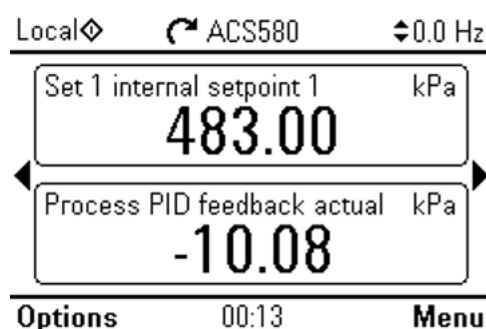 Local ACS580 0.0 Hz
Set 1 internal setpoint 1 kPa
483.00
Process PID feedback actual kPa
-10.08
Options 00:13 Menu